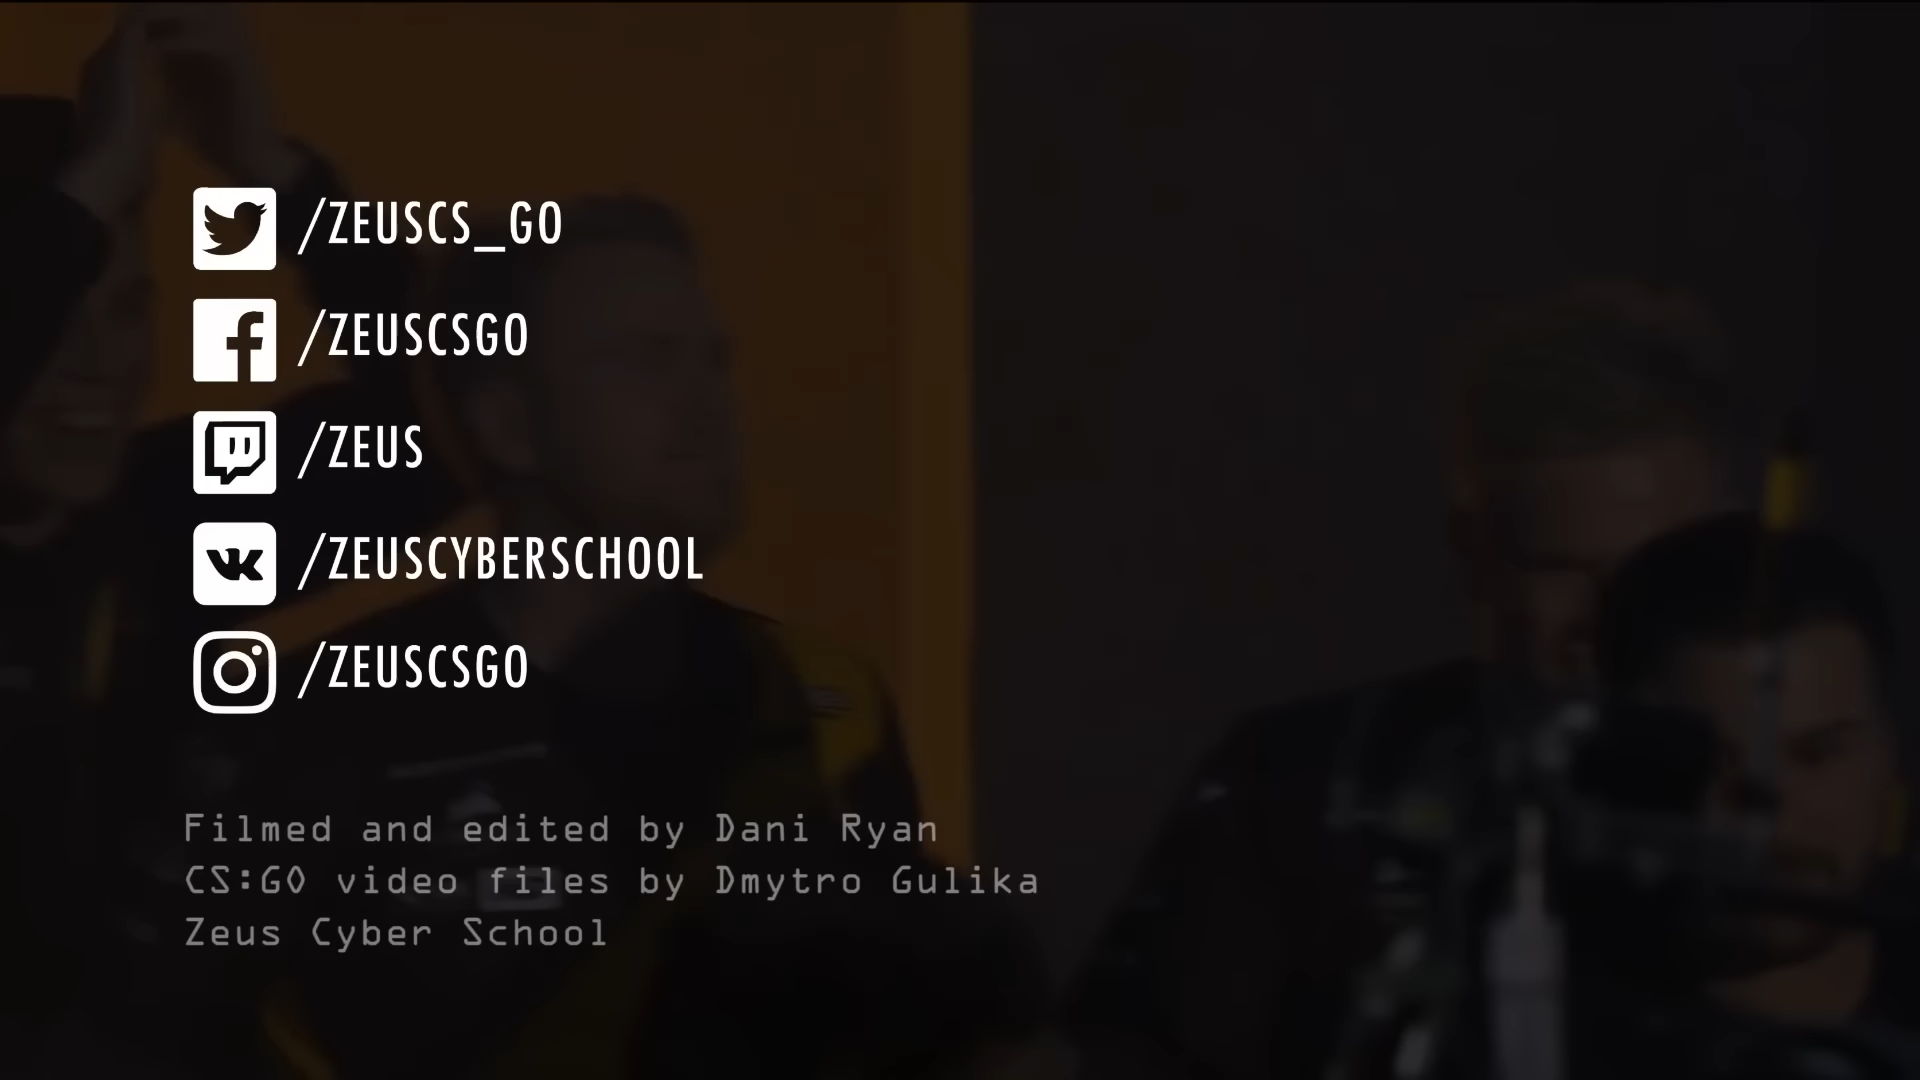 /ZEUSCS_GO
/ZEUSCSGO
/ZEUS
/ZEUSCYBERSCHOOL
/ZEUSCSGO
Filmed and edited by Dani Ryan
CS:GO video files by Dmytro Gulika
Zeus Cyber School